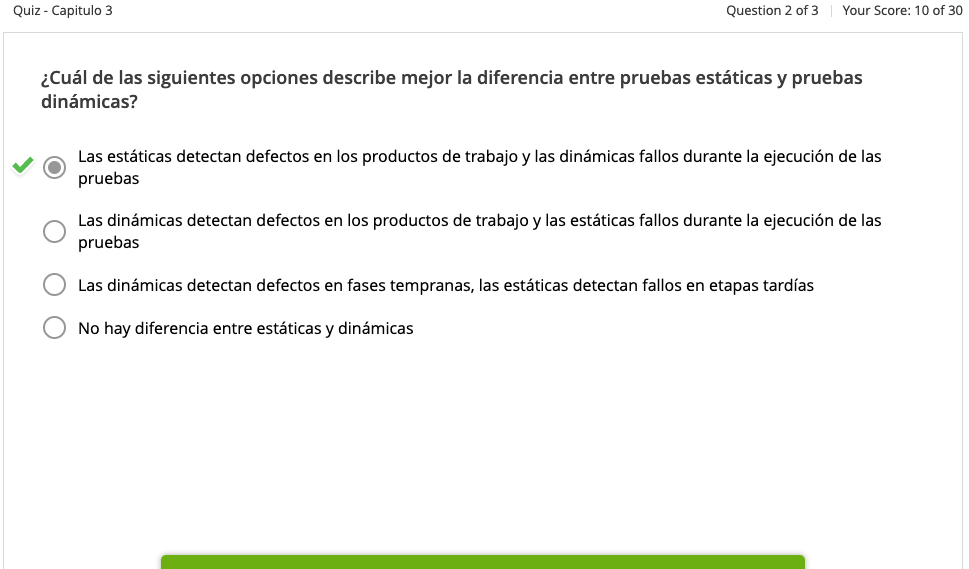 Quiz - Capitulo 3
Question 2 of 3
Your Score: 10 of 30
¿Cuál de las siguientes opciones describe mejor la diferencia entre pruebas estáticas y pruebas
dinámicas?
Las estáticas detectan defectos en los productos de trabajo y las dinámicas fallos durante la ejecución de las
pruebas
Las dinámicas detectan defectos en los productos de trabajo y las estáticas fallos durante la ejecución de las
pruebas
Las dinámicas detectan defectos en fases tempranas, las estáticas detectan fallos en etapas tardías
No hay diferencia entre estáticas y dinámicas